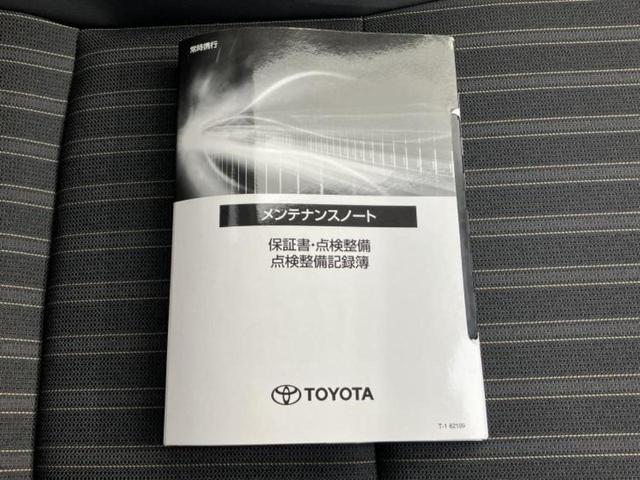 常時携行
メンテナンスノート
保証書・点検整備
点検整備記録簿
TOYOTA
T-1 62109